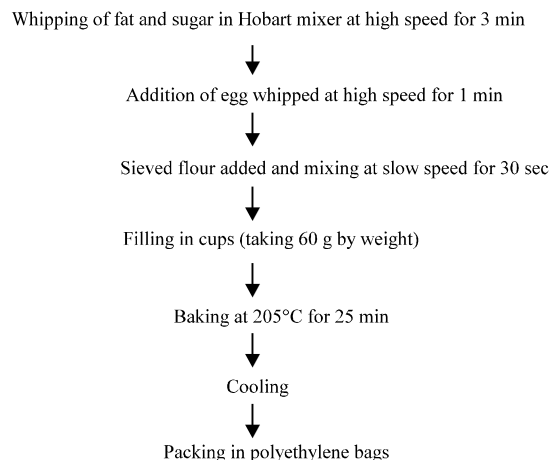 Whipping of fat and sugar in Hobart mixer at high speed for 3 min
Addition of egg whipped at high speed for 1 min
Sieved flour added and mixing at slow speed for 30 sec
Filling in cups (taking 60 g by weight)
Baking at 205°C for 25 min
Cooling
Packing in polyethylene bags